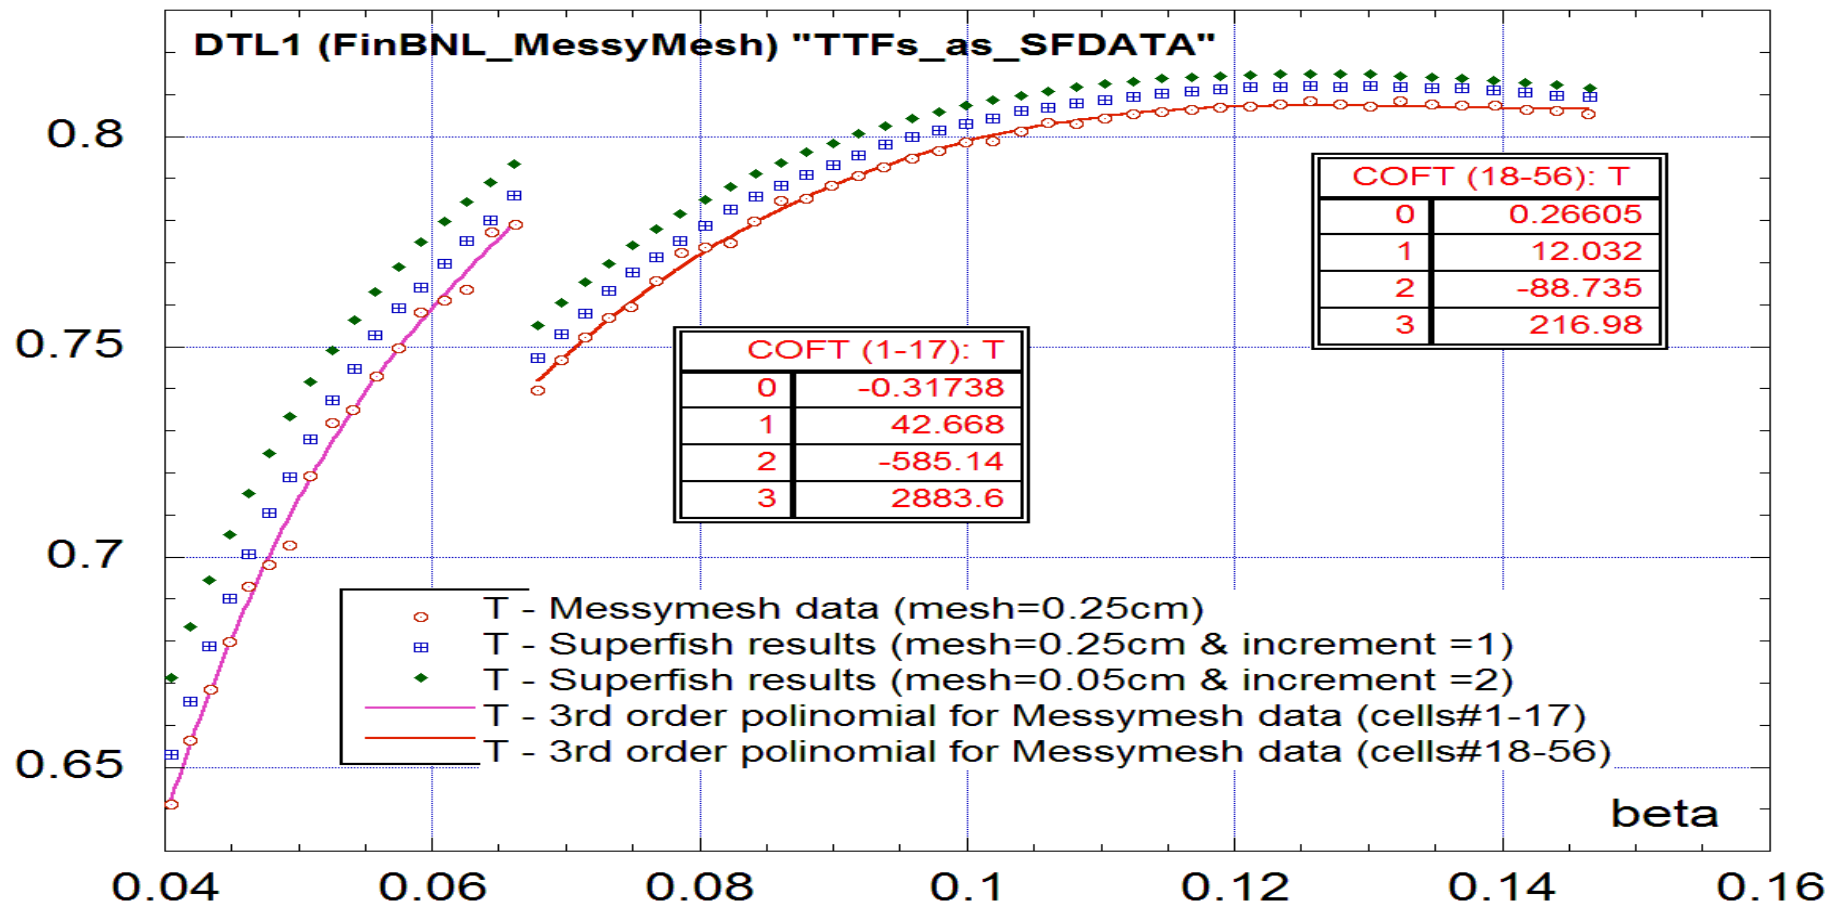 DTL1 (FinBNL_MessyMesh) "TTFs_as_SFDATA"
0.8
0.75
0.7
0.65
COFT (18-56): T
0 0.26605
1 12.032
2 -88.735
3 216.98
COFT (1-17): T
0 -0.31738
1 42.668
2 -585.14
3 2883.6
T - Messymesh data (mesh=0.25cm)
T - Superfish results (mesh=0.25cm & increment =1)
T - Superfish results (mesh=0.05cm & increment =2)
T - 3rd order polinomial for Messymesh data (cells#1-17)
T - 3rd order polinomial for Messymesh data (cells#18-56)
beta
0.04 0.06 0.08 0.1 0.12 0.14 0.16